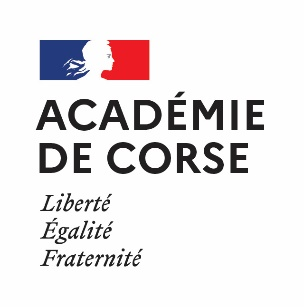 ACADÉMIE
DE CORSE
Liberté
Égalité
Fraternité